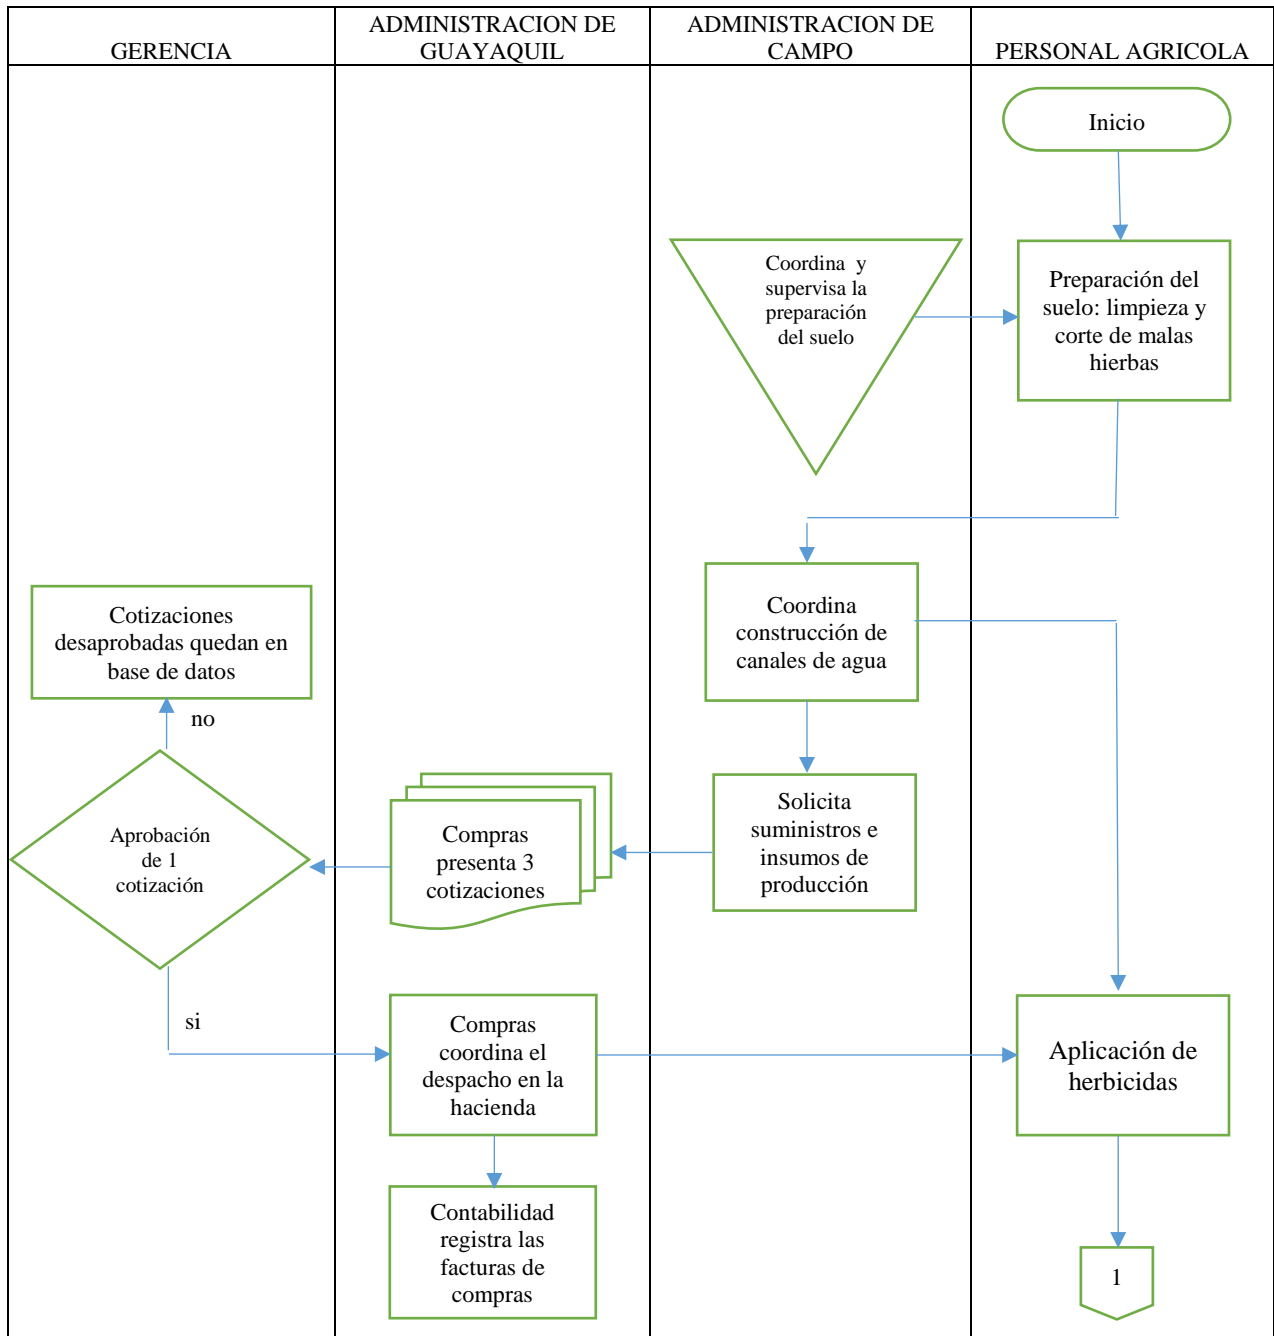 GERENCIA
ADMINISTRACION DE
GUAYAQUIL
ADMINISTRACION DE
CAMPO
PERSONAL AGRICOLA
Inicio
Coordina y
supervisa la
preparación
del suelo
Preparación del
suelo: limpieza y
corte de malas
hierbas
Coordina
construcción de
canales de agua
Cotizaciones
desaprobadas quedan en
base de datos
no
Solicita
suministros e
insumos de
producción
Compras
presenta 3
cotizaciones
Aprobación
de 1
cotización
si
Compras
coordina el
despacho en la
hacienda
Aplicación de
herbicidas
Contabilidad
registra las
facturas de
compras
1